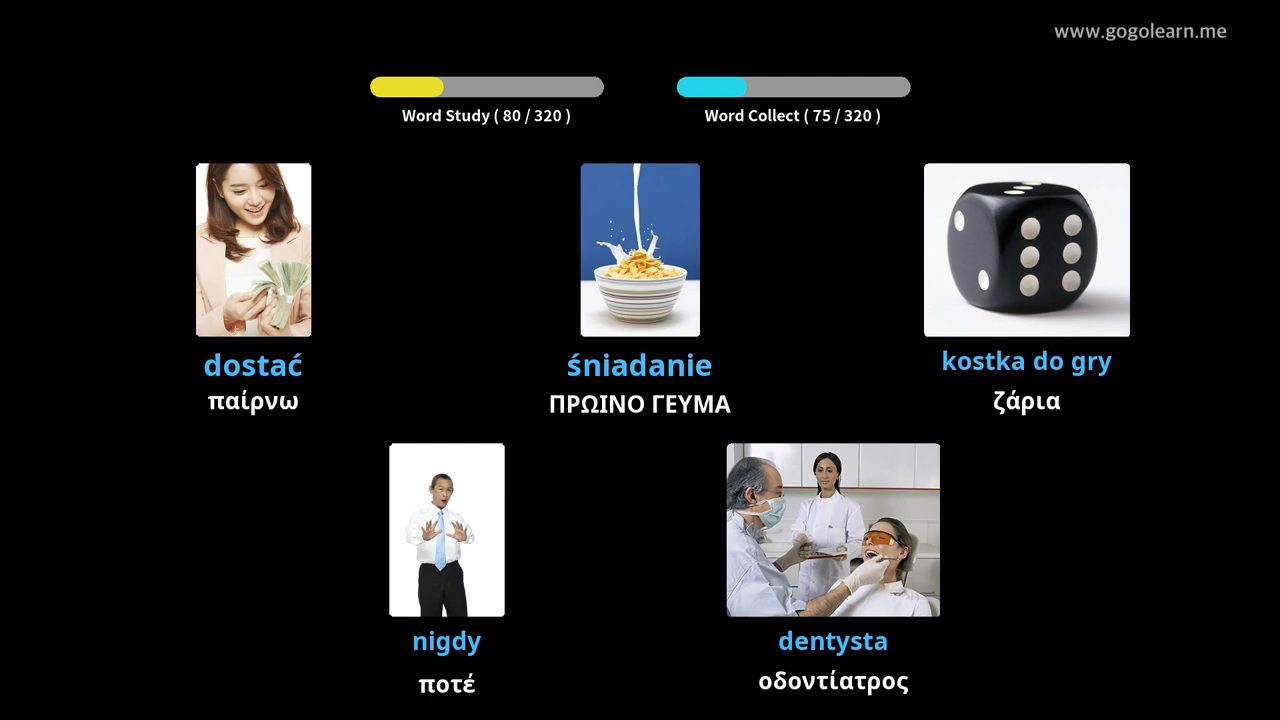 www.gogolearn.me
Word Study ( 80 / 320 )
Word Collect ( 75 / 320 )
dostać
παίρνω
śniadanie
ΠΡΩΙΝΟ ΓΕΥΜΑ
kostka do gry
ζάρια
nigdy
ποτέ
dentysta
οδοντίατρος